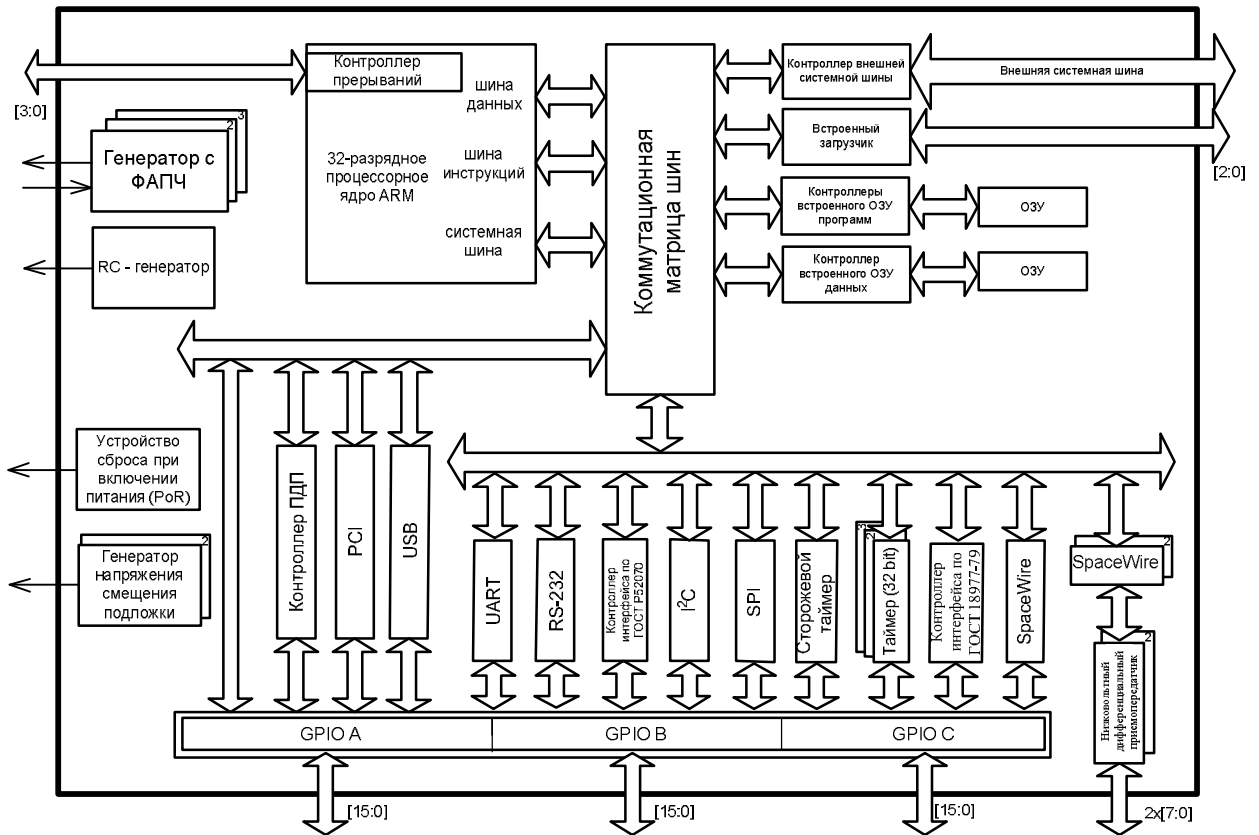 Контроллер
прерываний
шина
данных
32-разрядное
процессорное
ядро ARM
шина
инструкций
системная
шина
[3:0]
3
2
Генератор с
ФАПЧ
RC - генератор
Коммутационная
матрица шин
Контроллер внешней
системной шины
Внешняя системная шина
Встроенный
загрузчик
[2:0]
Контроллеры
встроенного ОЗУ
программ
ОЗУ
Контроллер
встроенного ОЗУ
данных
ОЗУ
Устройство
сброса при
включении
питания (PoR)
2
Генератор
напряжения
смещения
подложки
Контроллер ПДП
PCI
USB
UART
RS-232
Контроллер
интерфейса по
ГОСТ Р52070
I²C
SPI
Сторожевой
таймер
3
2
Таймер (32 bit)
Контроллер
интерфейса по
ГОСТ 18977-79
SpaceWire
2
SpaceWire
2
Низковольтный
дифференциальный
приемопередатчик
GPIO A
GPIO B
GPIO C
[15:0]
[15:0]
[15:0]
2x[7:0]